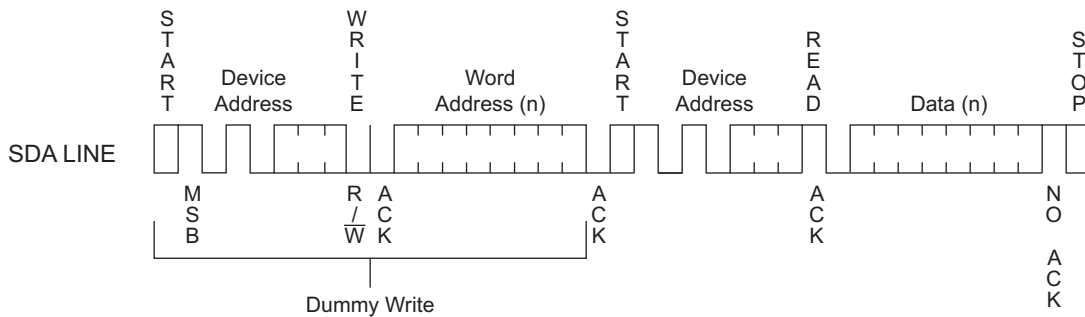 START
WRITE
START
READ
STOP
Device
Address
Word
Address (n)
Device
Address
Data (n)
SDA LINE
MSB
R/W
ACK
ACK
ACK
NO ACK
Dummy Write